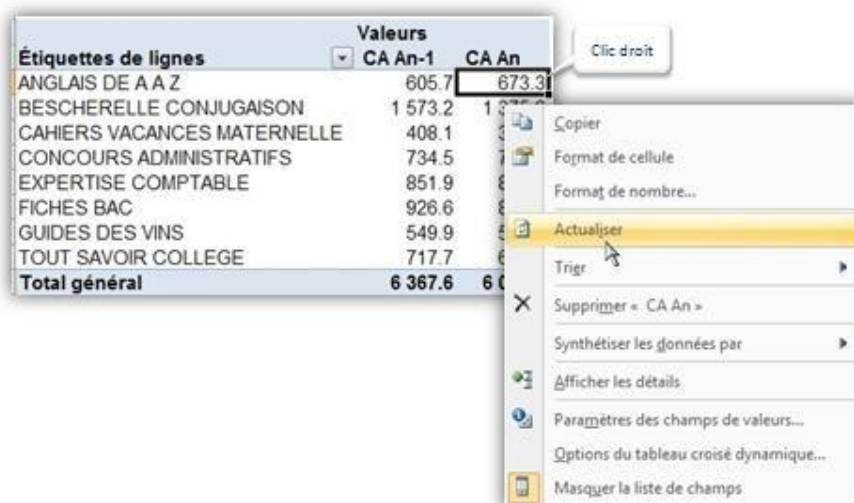 Valeurs
Étiquettes de lignes CA An-1 CA An
ANGLAIS DE A A Z 605.7 673.3
BESCHERELLE CONJUGAISON 1 573.2
CAHIERS VACANCES MATERNELLE 408.1
CONCOURS ADMINISTRATIFS 734.5
EXPERTISE COMPTABLE 851.9
FICHES BAC 926.6
GUIDES DES VINS 549.9
TOUT SAVOIR COLLEGE 717.7
Total général 6 367.6
Clic droit
Copier
Format de cellule
Format de nombre...
Actualiser
Trier
Supprimer « CA An »
Synthétiser les données par
Afficher les détails
Paramètres des champs de valeurs...
Options du tableau croisé dynamique...
Masquer la liste de champs